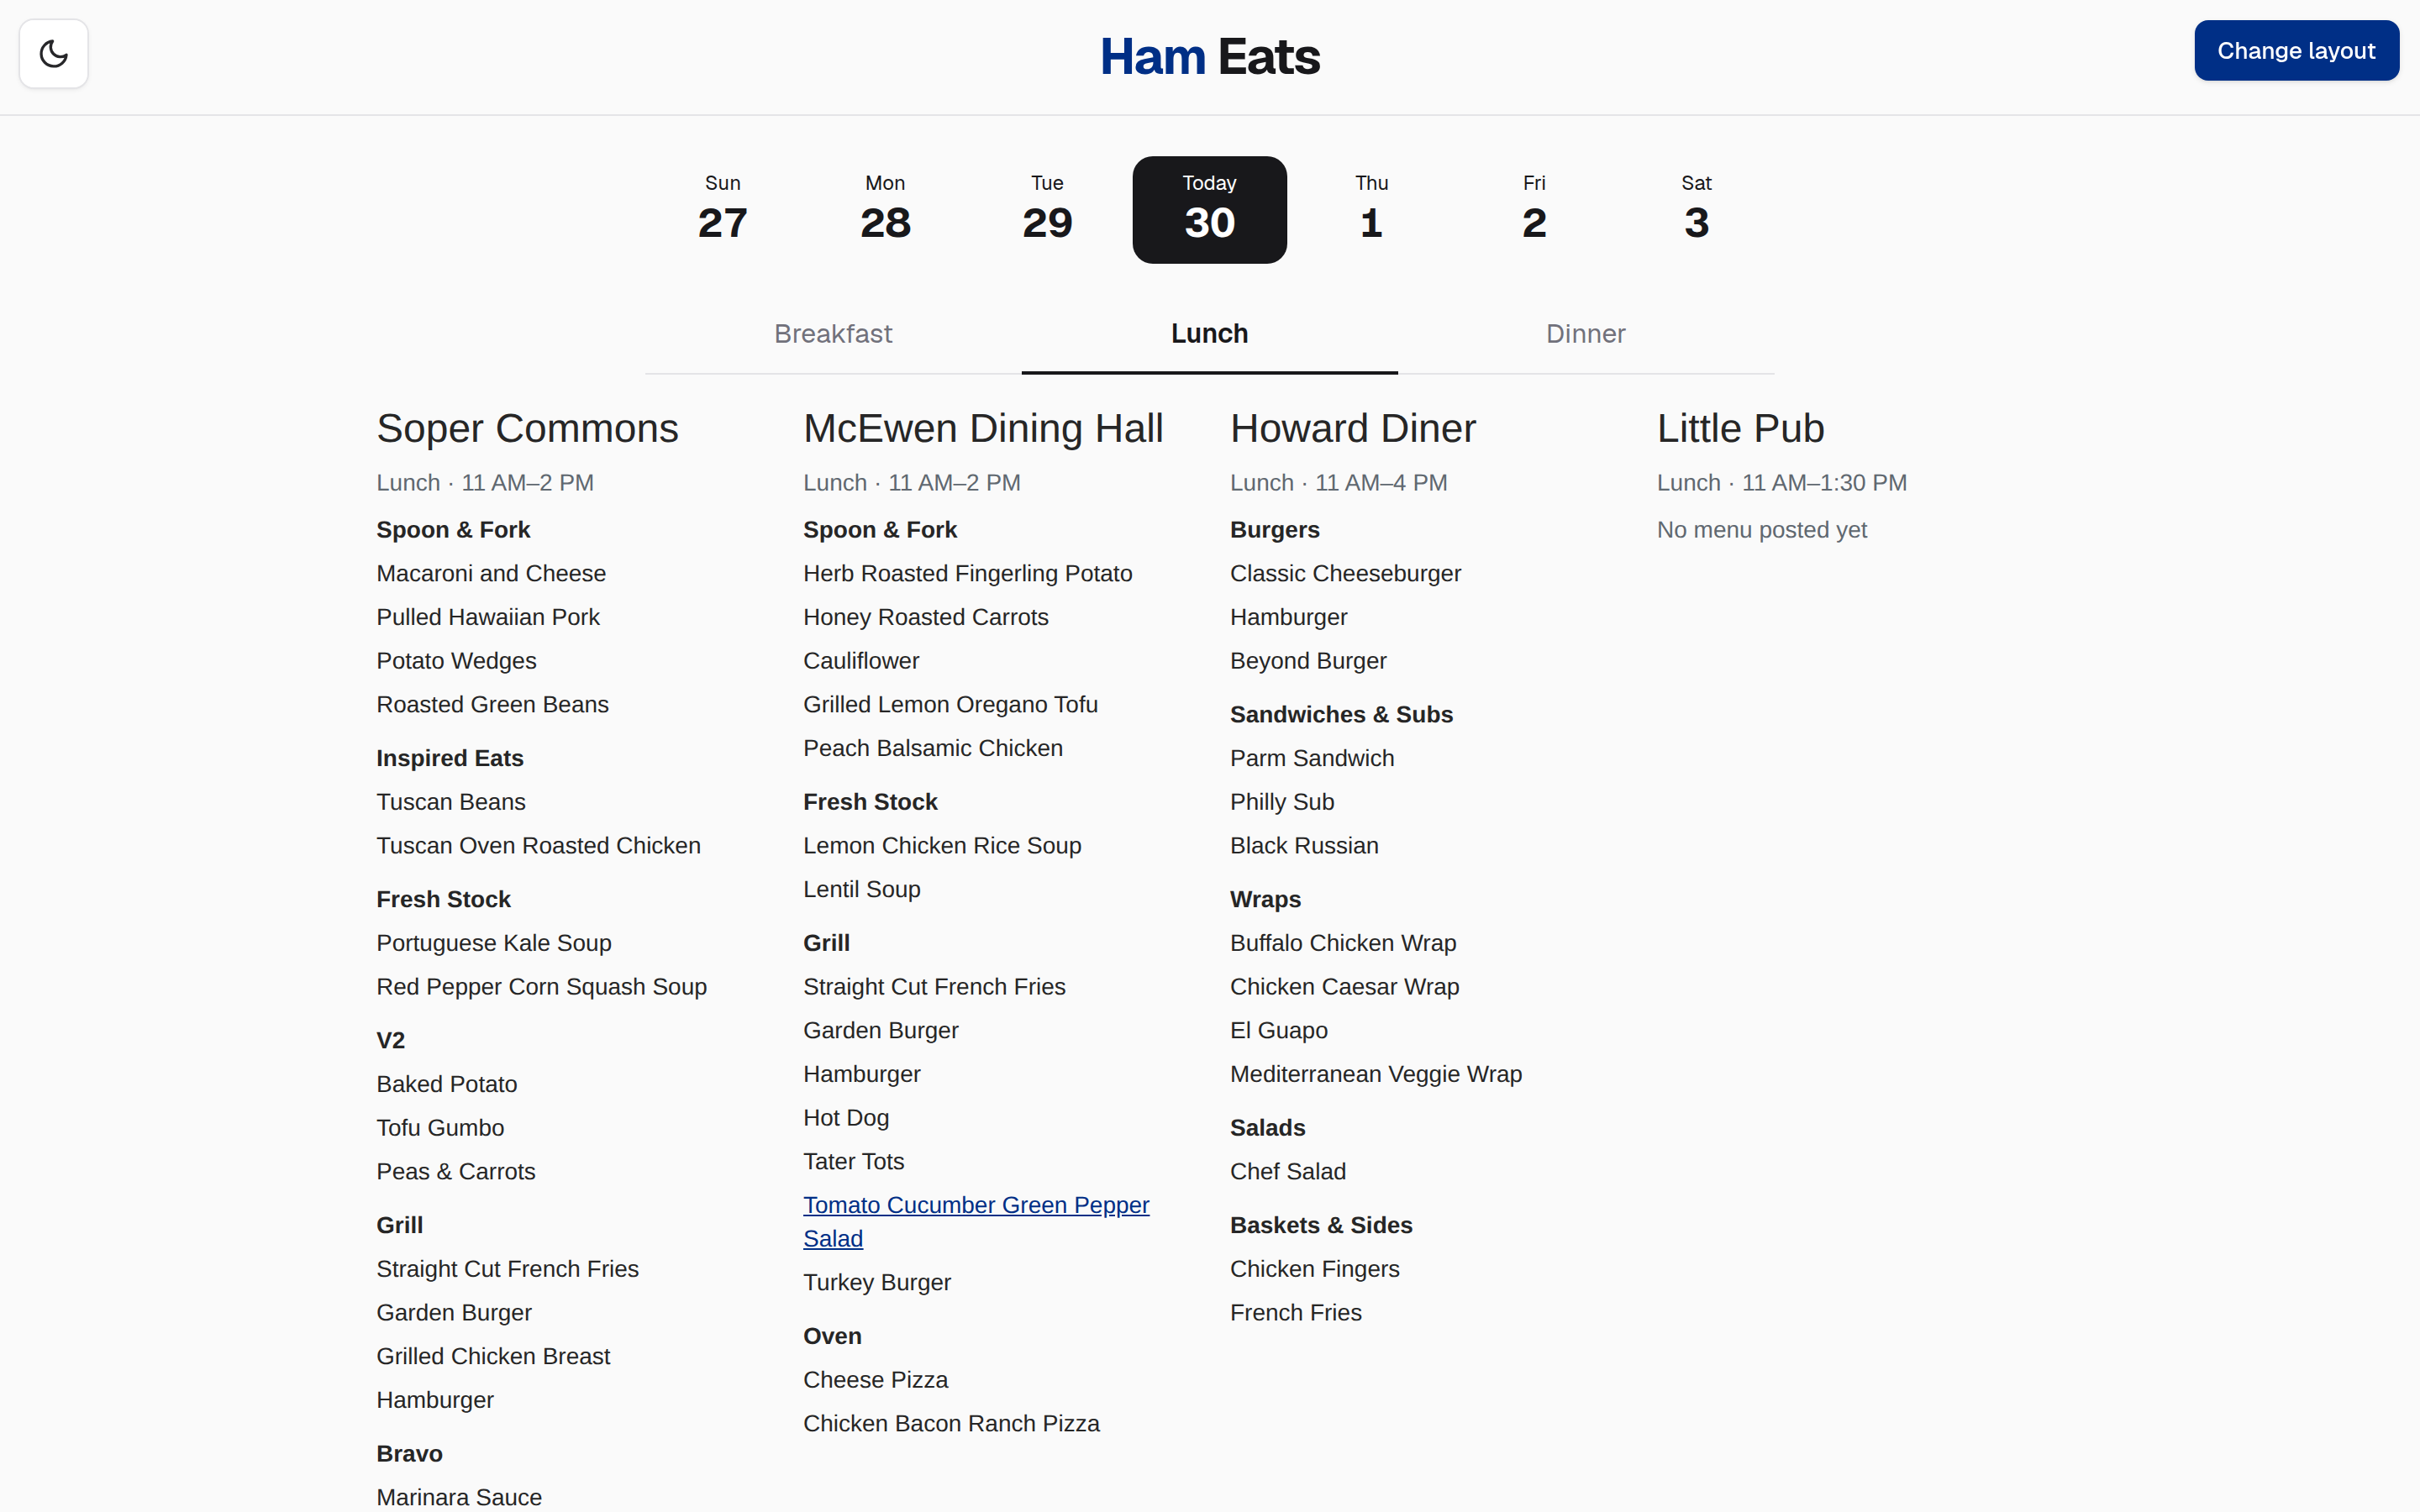 Ham Eats
Change layout
Sun
27
Mon
28
Tue
29
Today
30
Thu
1
Fri
2
Sat
3
Breakfast
Lunch
Dinner
Soper Commons
Lunch · 11 AM–2 PM
Spoon & Fork
Macaroni and Cheese
Pulled Hawaiian Pork
Potato Wedges
Roasted Green Beans
Inspired Eats
Tuscan Beans
Tuscan Oven Roasted Chicken
Fresh Stock
Portuguese Kale Soup
Red Pepper Corn Squash Soup
V2
Baked Potato
Tofu Gumbo
Peas & Carrots
Grill
Straight Cut French Fries
Garden Burger
Grilled Chicken Breast
Hamburger
Bravo
Marinara Sauce
McEwen Dining Hall
Lunch · 11 AM–2 PM
Spoon & Fork
Herb Roasted Fingerling Potato
Honey Roasted Carrots
Cauliflower
Grilled Lemon Oregano Tofu
Peach Balsamic Chicken
Fresh Stock
Lemon Chicken Rice Soup
Lentil Soup
Grill
Straight Cut French Fries
Garden Burger
Hamburger
Hot Dog
Tater Tots
Tomato Cucumber Green Pepper
Salad
Turkey Burger
Oven
Cheese Pizza
Chicken Bacon Ranch Pizza
Howard Diner
Lunch · 11 AM–4 PM
Burgers
Classic Cheeseburger
Hamburger
Beyond Burger
Sandwiches & Subs
Parm Sandwich
Philly Sub
Black Russian
Wraps
Buffalo Chicken Wrap
Chicken Caesar Wrap
El Guapo
Mediterranean Veggie Wrap
Salads
Chef Salad
Baskets & Sides
Chicken Fingers
French Fries
Little Pub
Lunch · 11 AM–1:30 PM
No menu posted yet